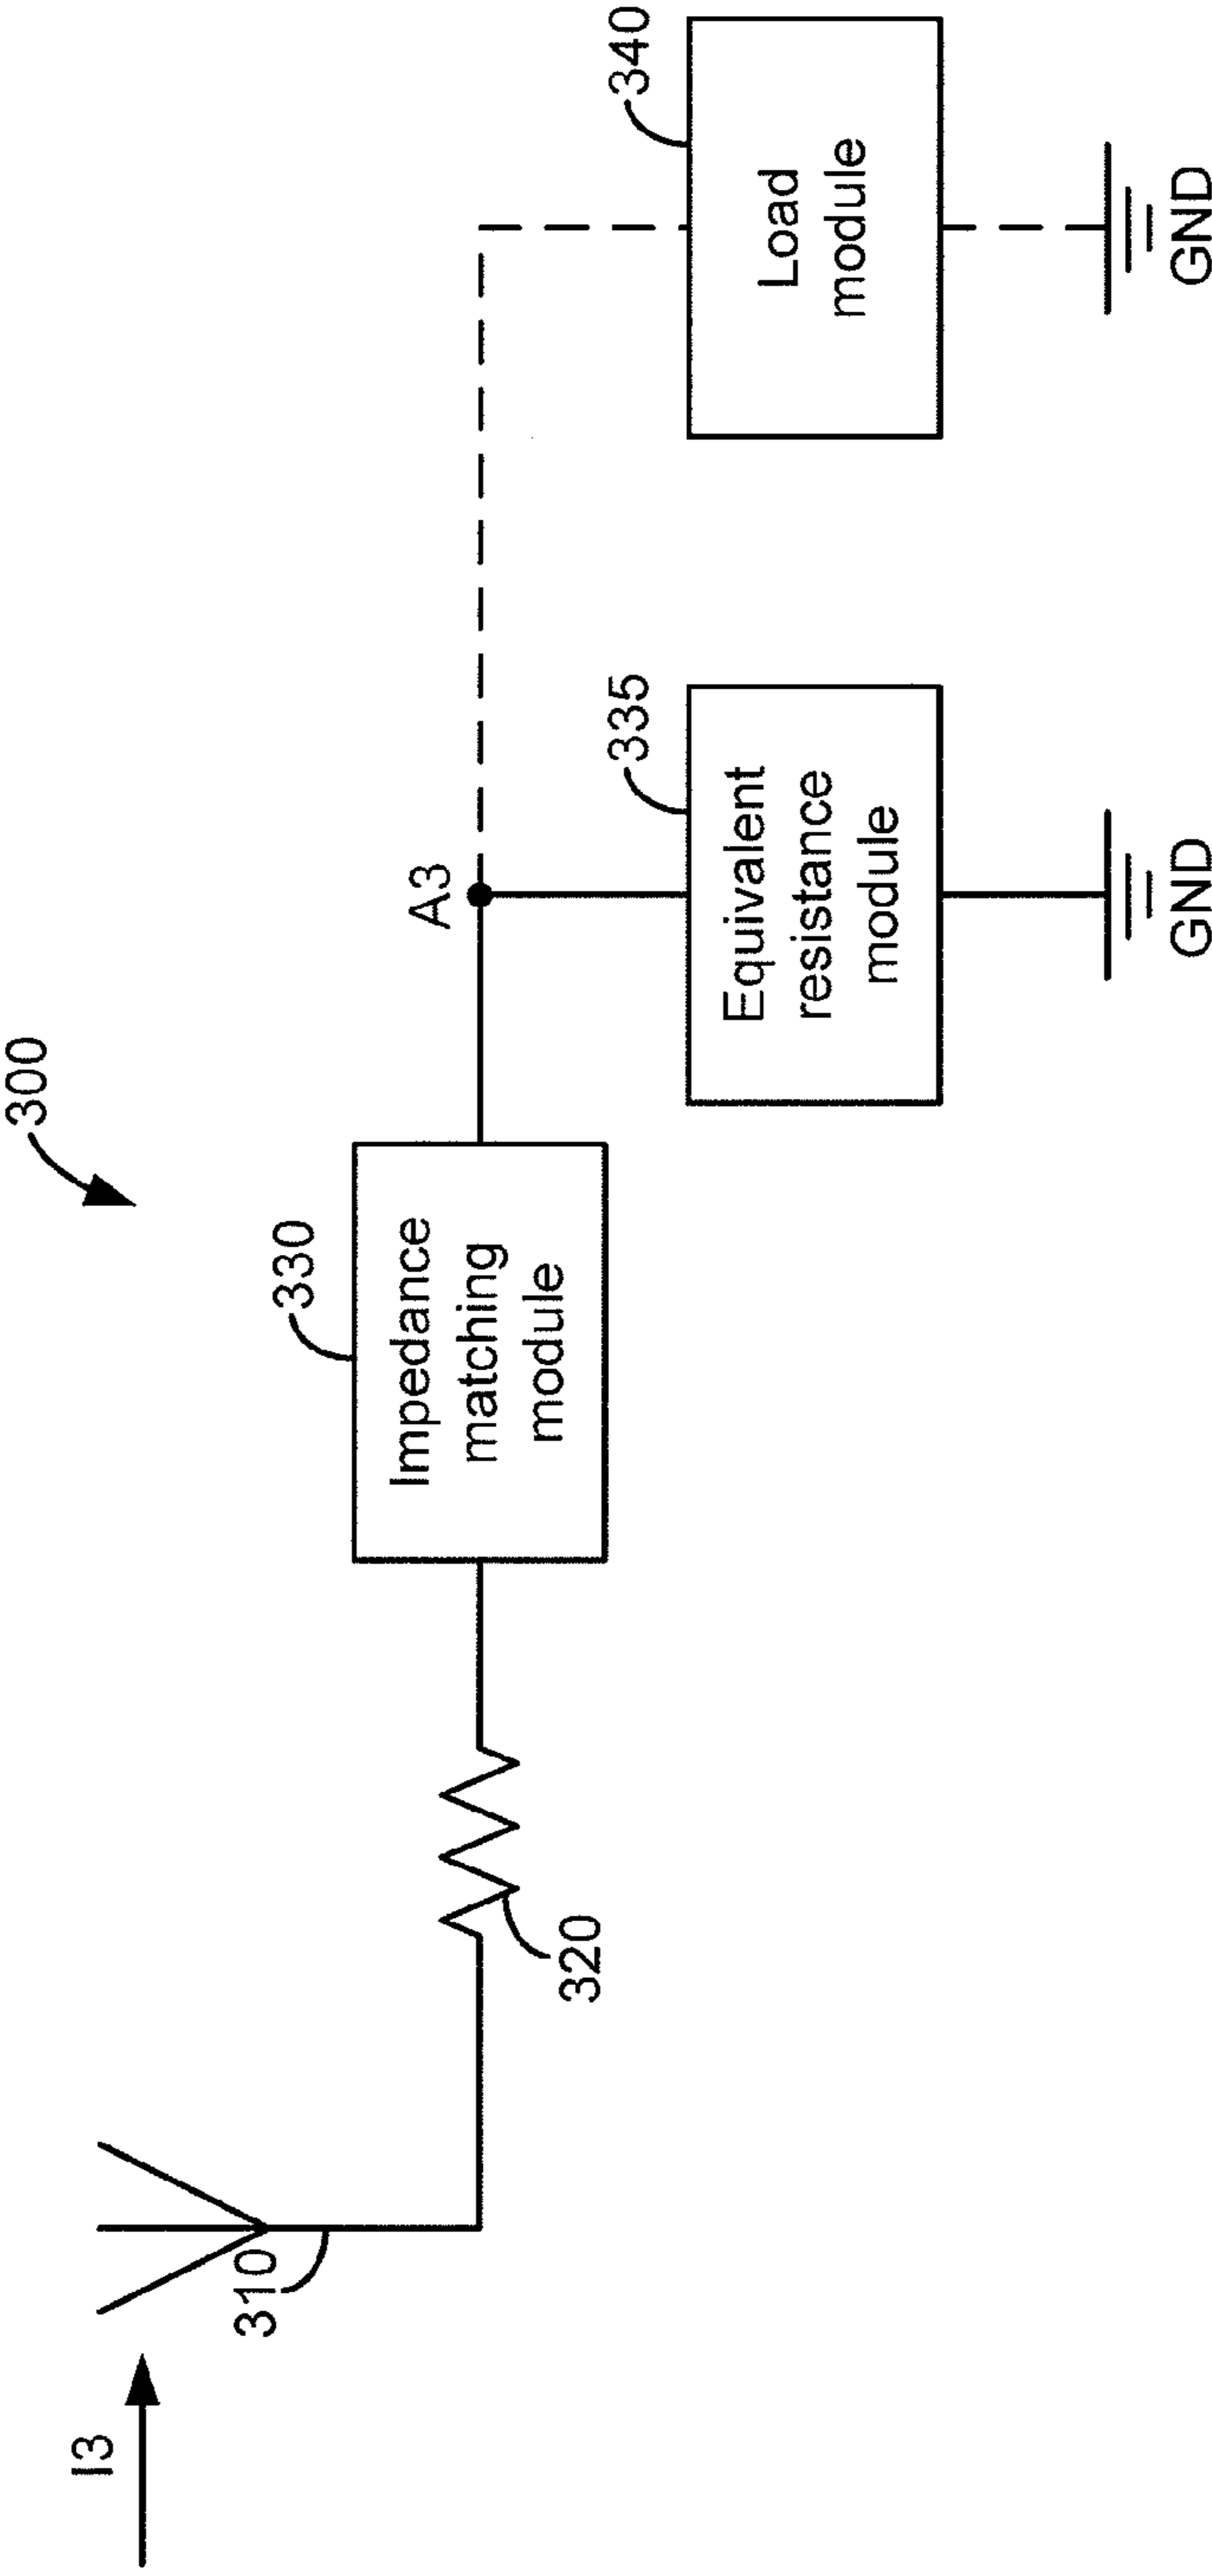 300
I3
310
320
330
Impedance
matching
module
A3
335
Equivalent
resistance
module
GND
340
Load
module
GND